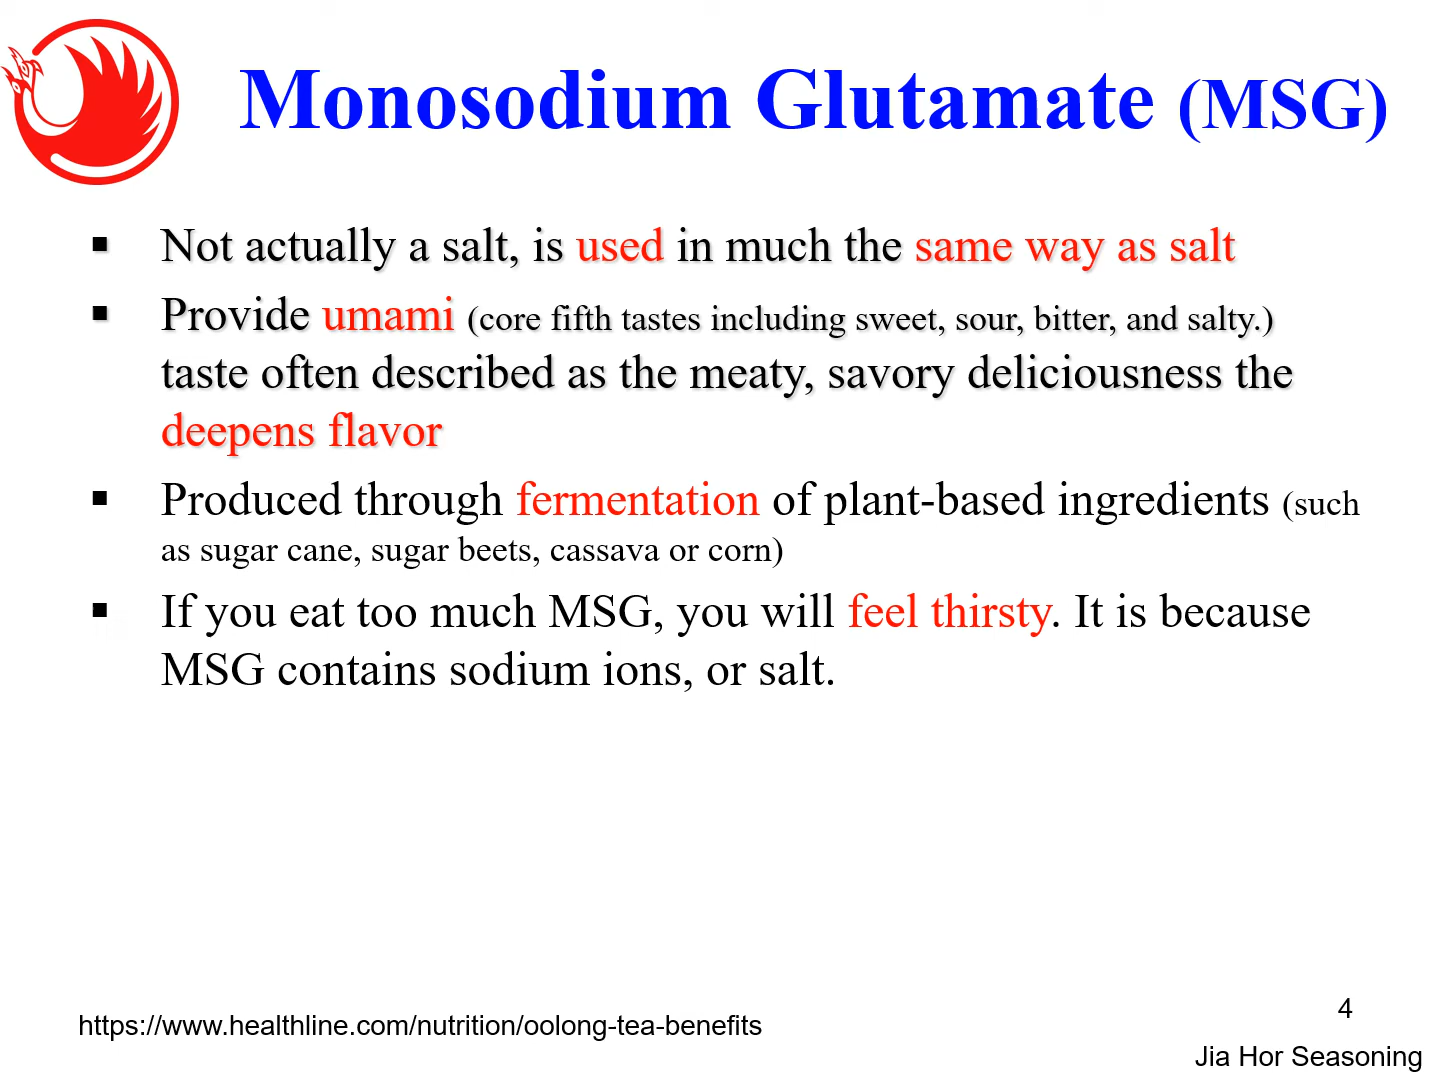 Monosodium Glutamate (MSG)
▪ Not actually a salt, is used in much the same way as salt
▪ Provide umami (core fifth tastes including sweet, sour, bitter, and salty.)
taste often described as the meaty, savory deliciousness the
deepens flavor
▪ Produced through fermentation of plant-based ingredients (such
as sugar cane, sugar beets, cassava or corn)
▪ If you eat too much MSG, you will feel thirsty. It is because
MSG contains sodium ions, or salt.
4
https://www.healthline.com/nutrition/oolong-tea-benefits
Jia Hor Seasoning